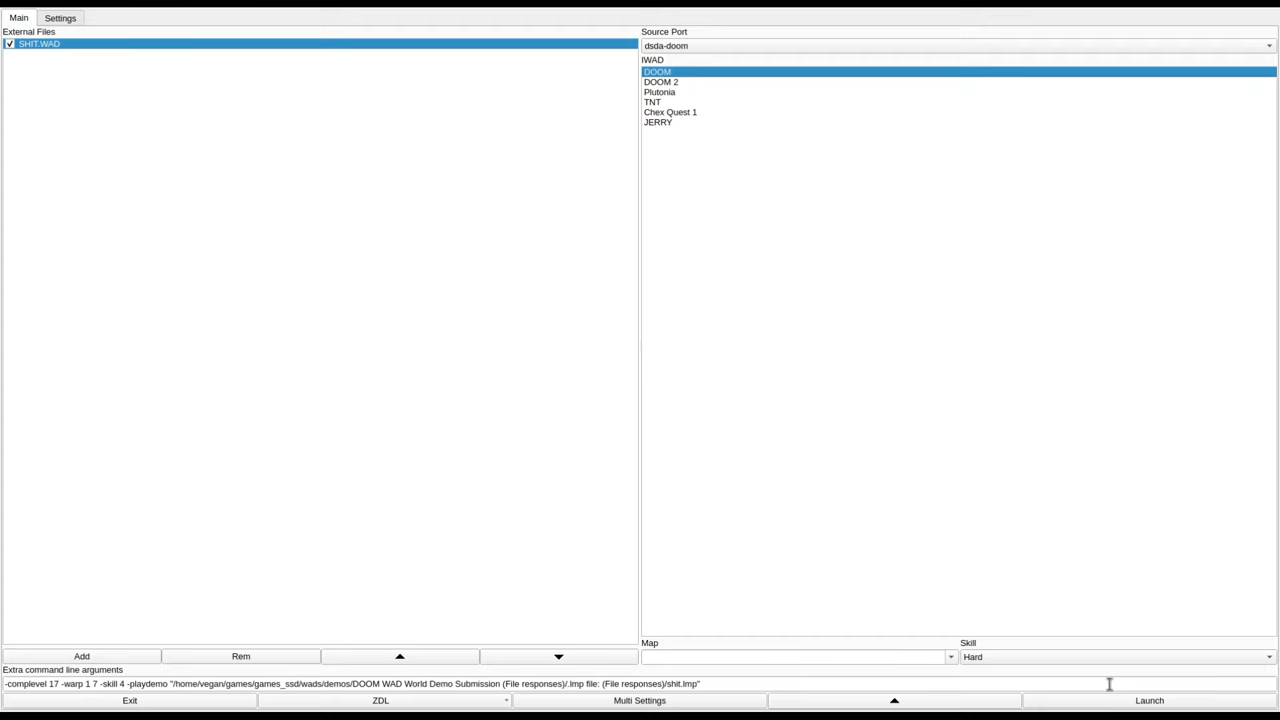 Main Settings
External Files
SHIT.WAD
Source Port
dsda-doom
IWAD
DOOM
DOOM 2
Plutonia
TNT
Chex Quest 1
JERRY
Map Skill
Hard
Add Rem
Extra command line arguments
-complevel 17 -warp 1 7 -skill 4 -playdemo "/home/vegan/games/games_ssd/wads/demos/DOOM WAD World Demo Submission (File responses)/.lmp file: (File responses)/shit.lmp"
Exit ZDL Multi Settings Launch